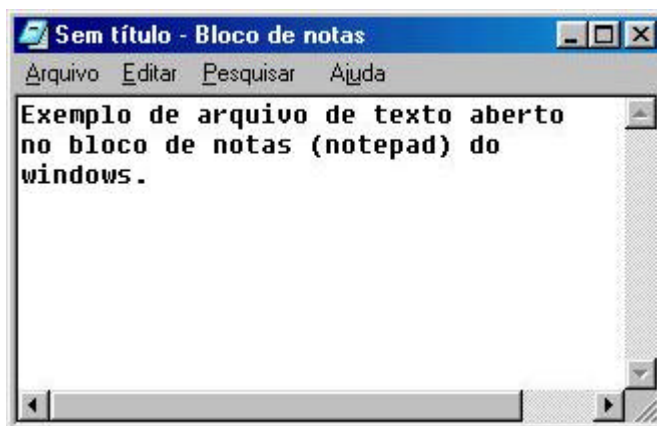 Sem título - Bloco de notas
Arquivo Editar Pesquisar Ajuda
Exemplo de arquivo de texto aberto
no bloco de notas (notepad) do
windows.